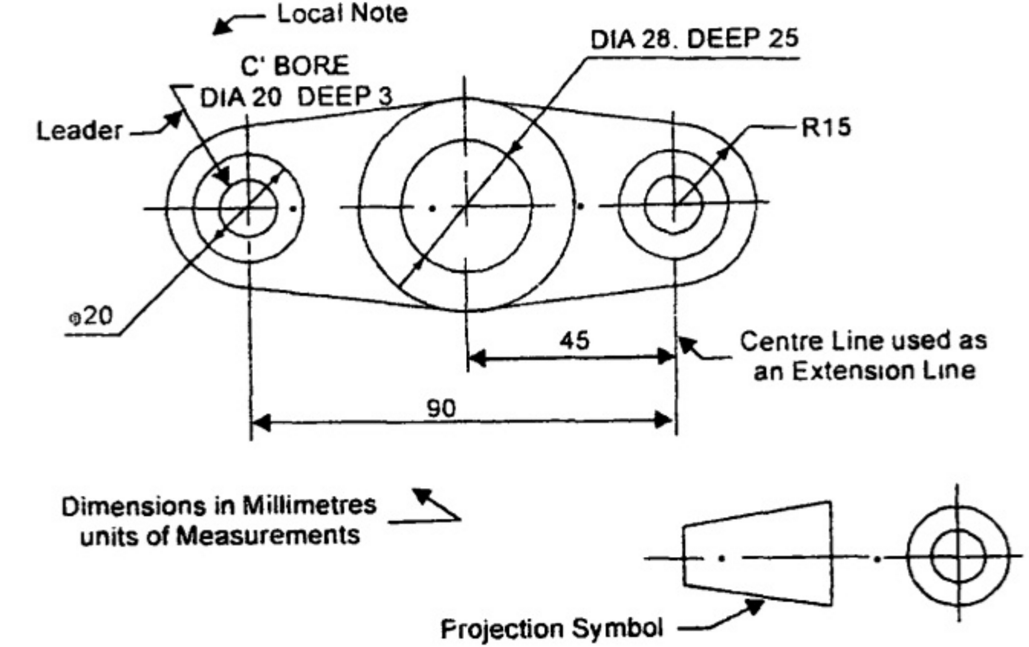 Local Note
DIA 28. DEEP 25
C' BORE
DIA 20 DEEP 3
Leader
R15
⌀20
45
Centre Line used as
an Extension Line
90
Dimensions in Millimetres
units of Measurements
Projection Symbol